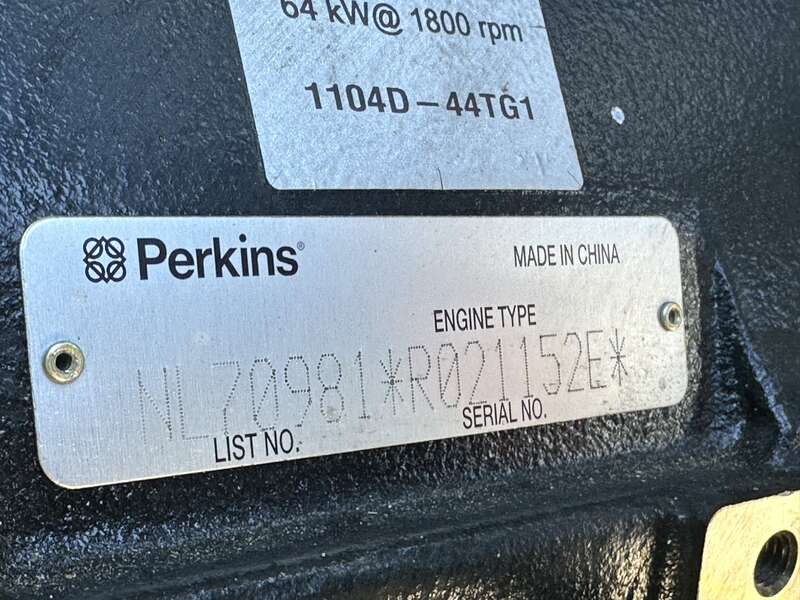 64 kW@ 1800 rpm
1104D-44TG1
Perkins®
MADE IN CHINA
ENGINE TYPE
NL70981*R021152E*
LIST NO.
SERIAL NO.